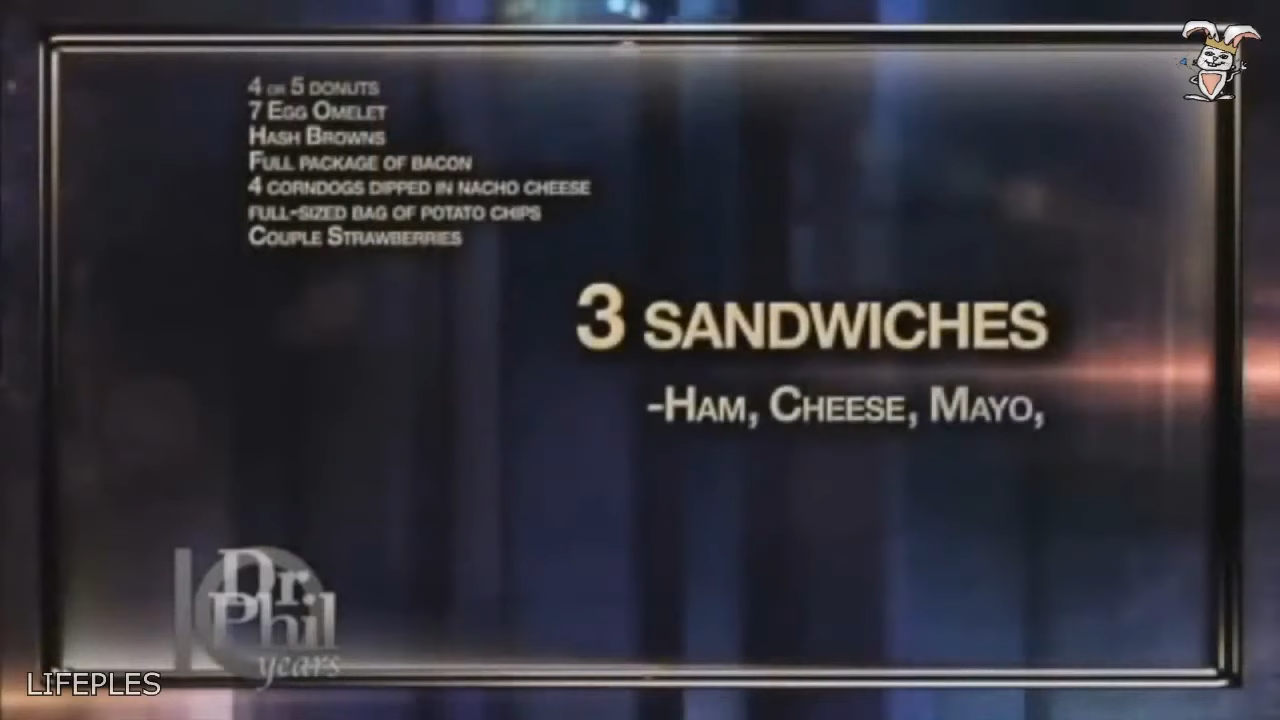 4 or 5 donuts
7 Egg Omelet
Hash Browns
Full package of bacon
4 corndogs dipped in nacho cheese
full-sized bag of potato chips
Couple Strawberries
3 sandwiches
-Ham, Cheese, Mayo,
10
Dr.
Phil
years
LIFEPLES